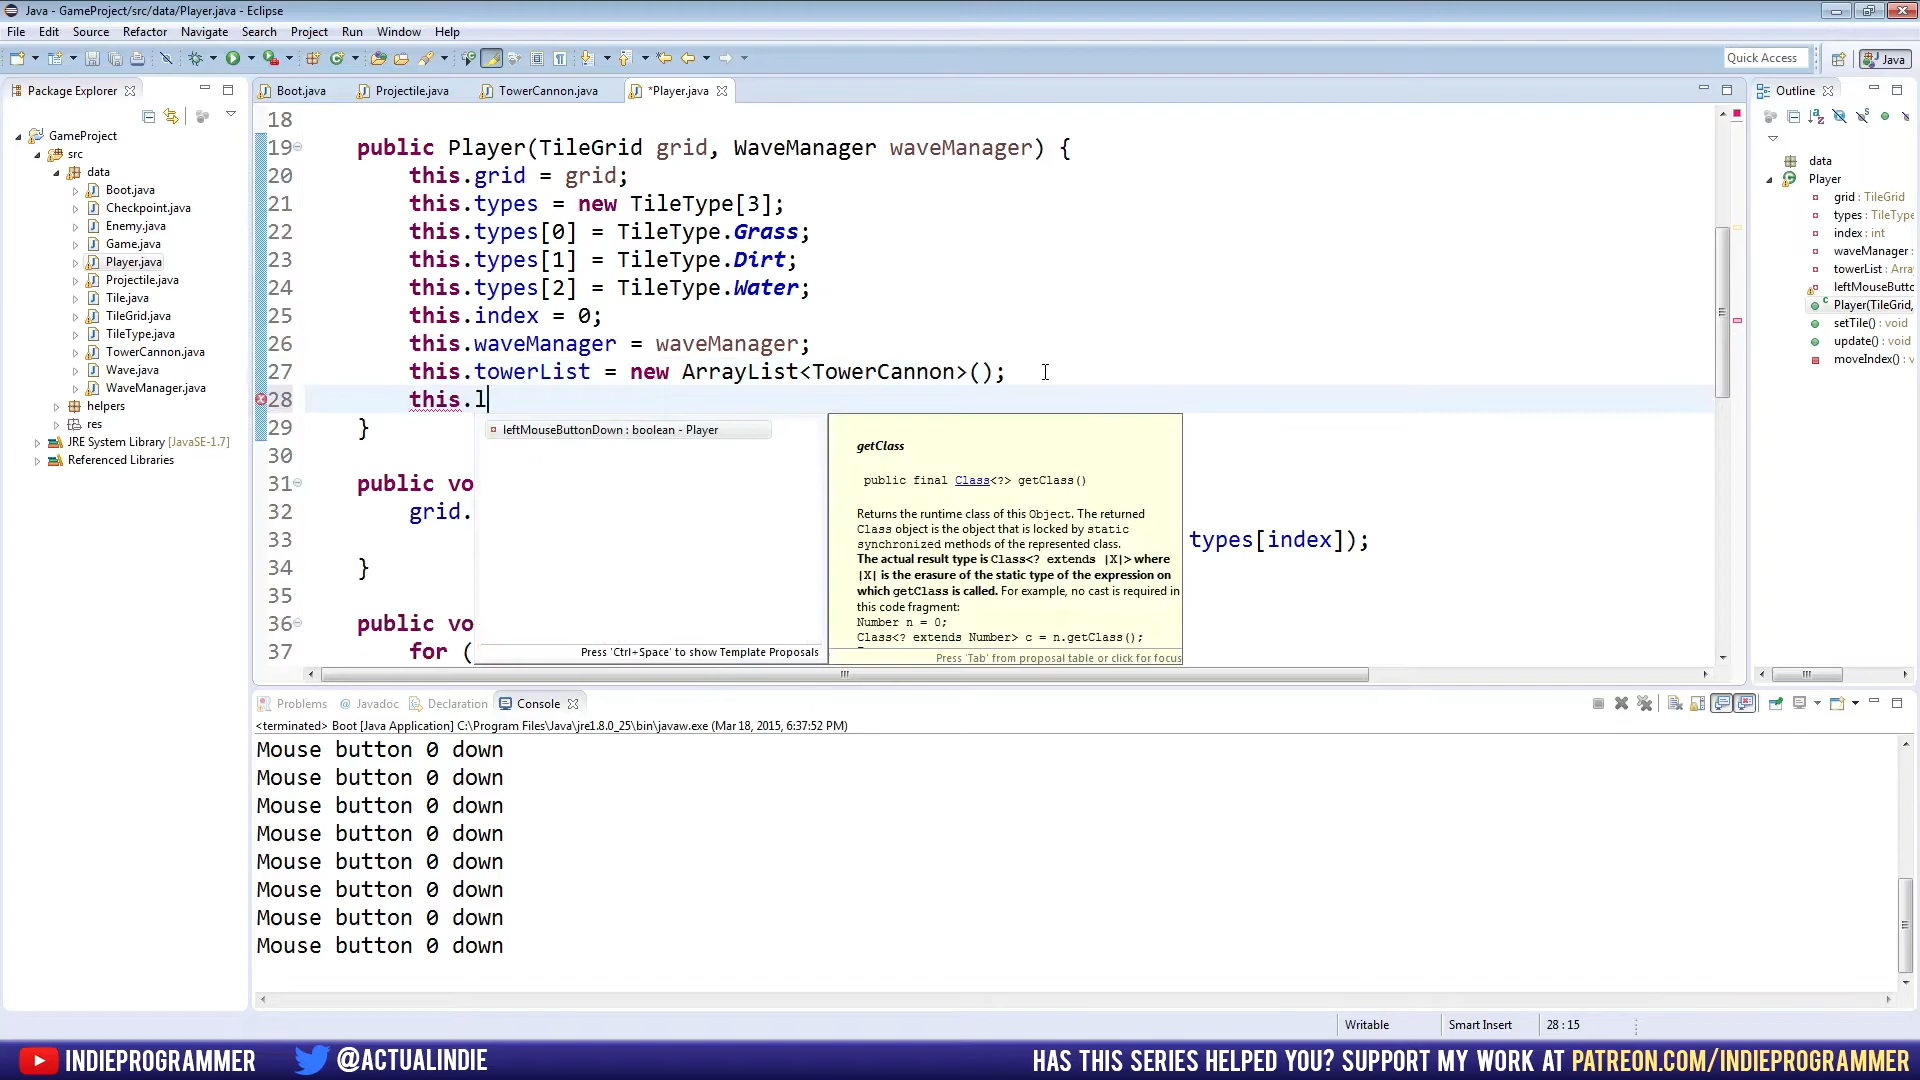 Java - GameProject/src/data/Player.java - Eclipse
File Edit Source Refactor Navigate Search Project Run Window Help
Quick Access Java
Package Explorer
GameProject
src
data
Boot.java
Checkpoint.java
Enemy.java
Game.java
Player.java
Projectile.java
Tile.java
TileGrid.java
TileType.java
TowerCannon.java
Wave.java
WaveManager.java
helpers
res
JRE System Library [JavaSE-1.7]
Referenced Libraries
Boot.java Projectile.java TowerCannon.java *Player.java
18
19 public Player(TileGrid grid, WaveManager waveManager) {
20 this.grid = grid;
21 this.types = new TileType[3];
22 this.types[0] = TileType.Grass;
23 this.types[1] = TileType.Dirt;
24 this.types[2] = TileType.Water;
25 this.index = 0;
26 this.waveManager = waveManager;
27 this.towerList = new ArrayList<TowerCannon>();
28 this.l
29 }
30
31 public vo
32 grid.
33 types[index]);
34 }
35
36 public vo
37 for (
leftMouseButtonDown : boolean - Player
Press 'Ctrl+Space' to show Template Proposals
getClass
public final Class<?> getClass()
Returns the runtime class of this Object. The returned
Class object is the object that is locked by static
synchronized methods of the represented class.
The actual result type is Class<? extends |X|> where
|X| is the erasure of the static type of the expression on
which getClass is called. For example, no cast is required in
this code fragment:
Number n = 0;
Class<? extends Number> c = n.getClass();
Press 'Tab' from proposal table or click for focus
Outline
data
Player
grid : TileGrid
types : TileType
index : int
waveManager :
towerList : Array
leftMouseButto
Player(TileGrid,
setTile() : void
update() : void
moveIndex() : v
Problems Javadoc Declaration Console
<terminated> Boot [Java Application] C:\Program Files\Java\jre1.8.0_25\bin\javaw.exe (Mar 18, 2015, 6:37:52 PM)
Mouse button 0 down
Mouse button 0 down
Mouse button 0 down
Mouse button 0 down
Mouse button 0 down
Mouse button 0 down
Mouse button 0 down
Mouse button 0 down
Writable Smart Insert 28 : 15
INDIEPROGRAMMER @ACTUALINDIE HAS THIS SERIES HELPED YOU? SUPPORT MY WORK AT PATREON.COM/INDIEPROGRAMMER